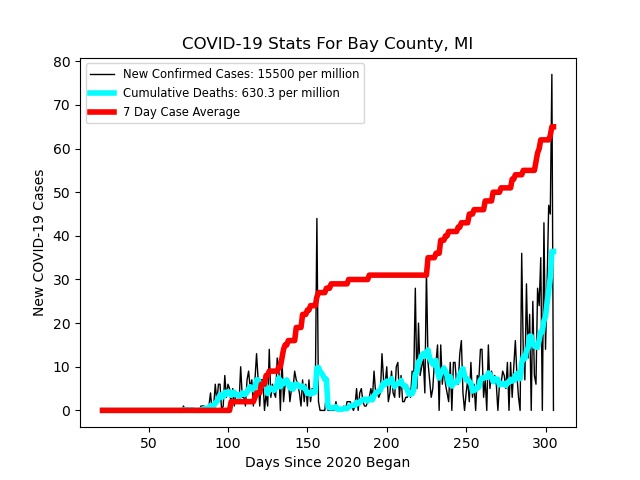 COVID-19 Stats For Bay County, MI
New Confirmed Cases: 15500 per million
Cumulative Deaths: 630.3 per million
7 Day Case Average
New COVID-19 Cases
80
70
60
50
40
30
20
10
0
50 100 150 200 250 300
Days Since 2020 Began